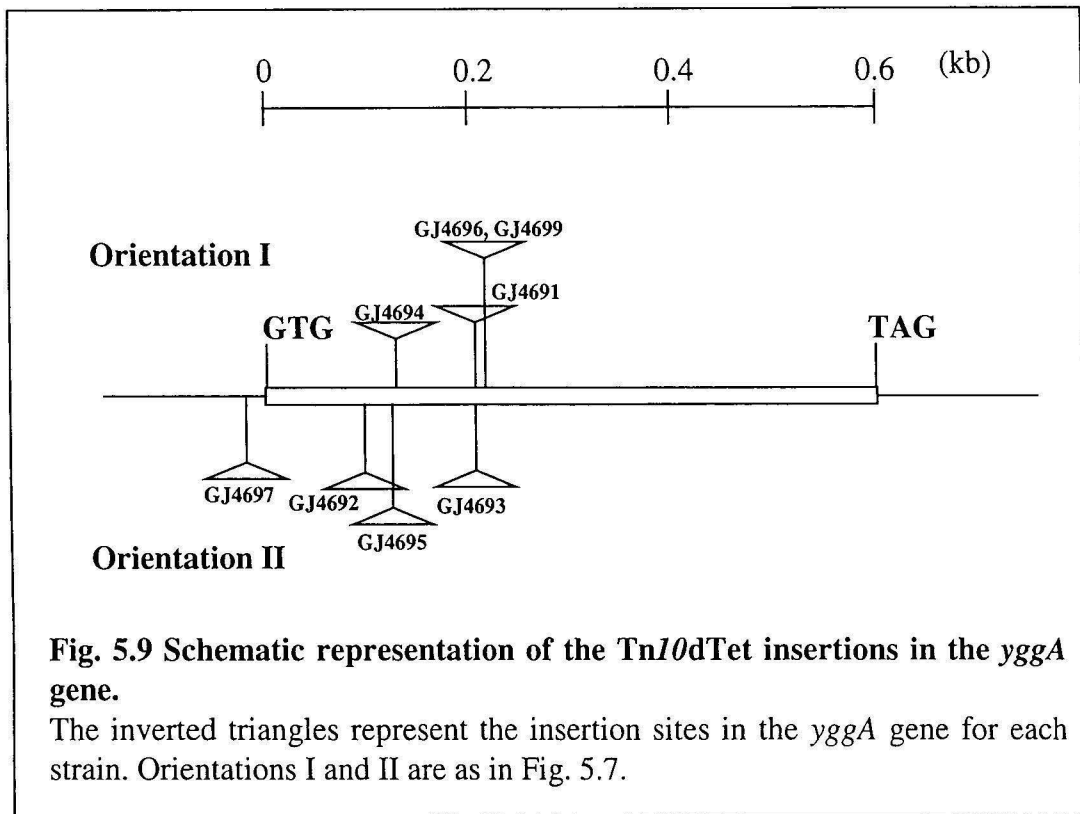 0 0.2 0.4 0.6 (kb)
GJ4696, GJ4699
Orientation I
GJ4691
GJ4694
GTG
TAG
GJ4697
GJ4692
GJ4693
GJ4695
Orientation II
Fig. 5.9 Schematic representation of the Tn10dTet insertions in the yggA
gene.
The inverted triangles represent the insertion sites in the yggA gene for each
strain. Orientations I and II are as in Fig. 5.7.